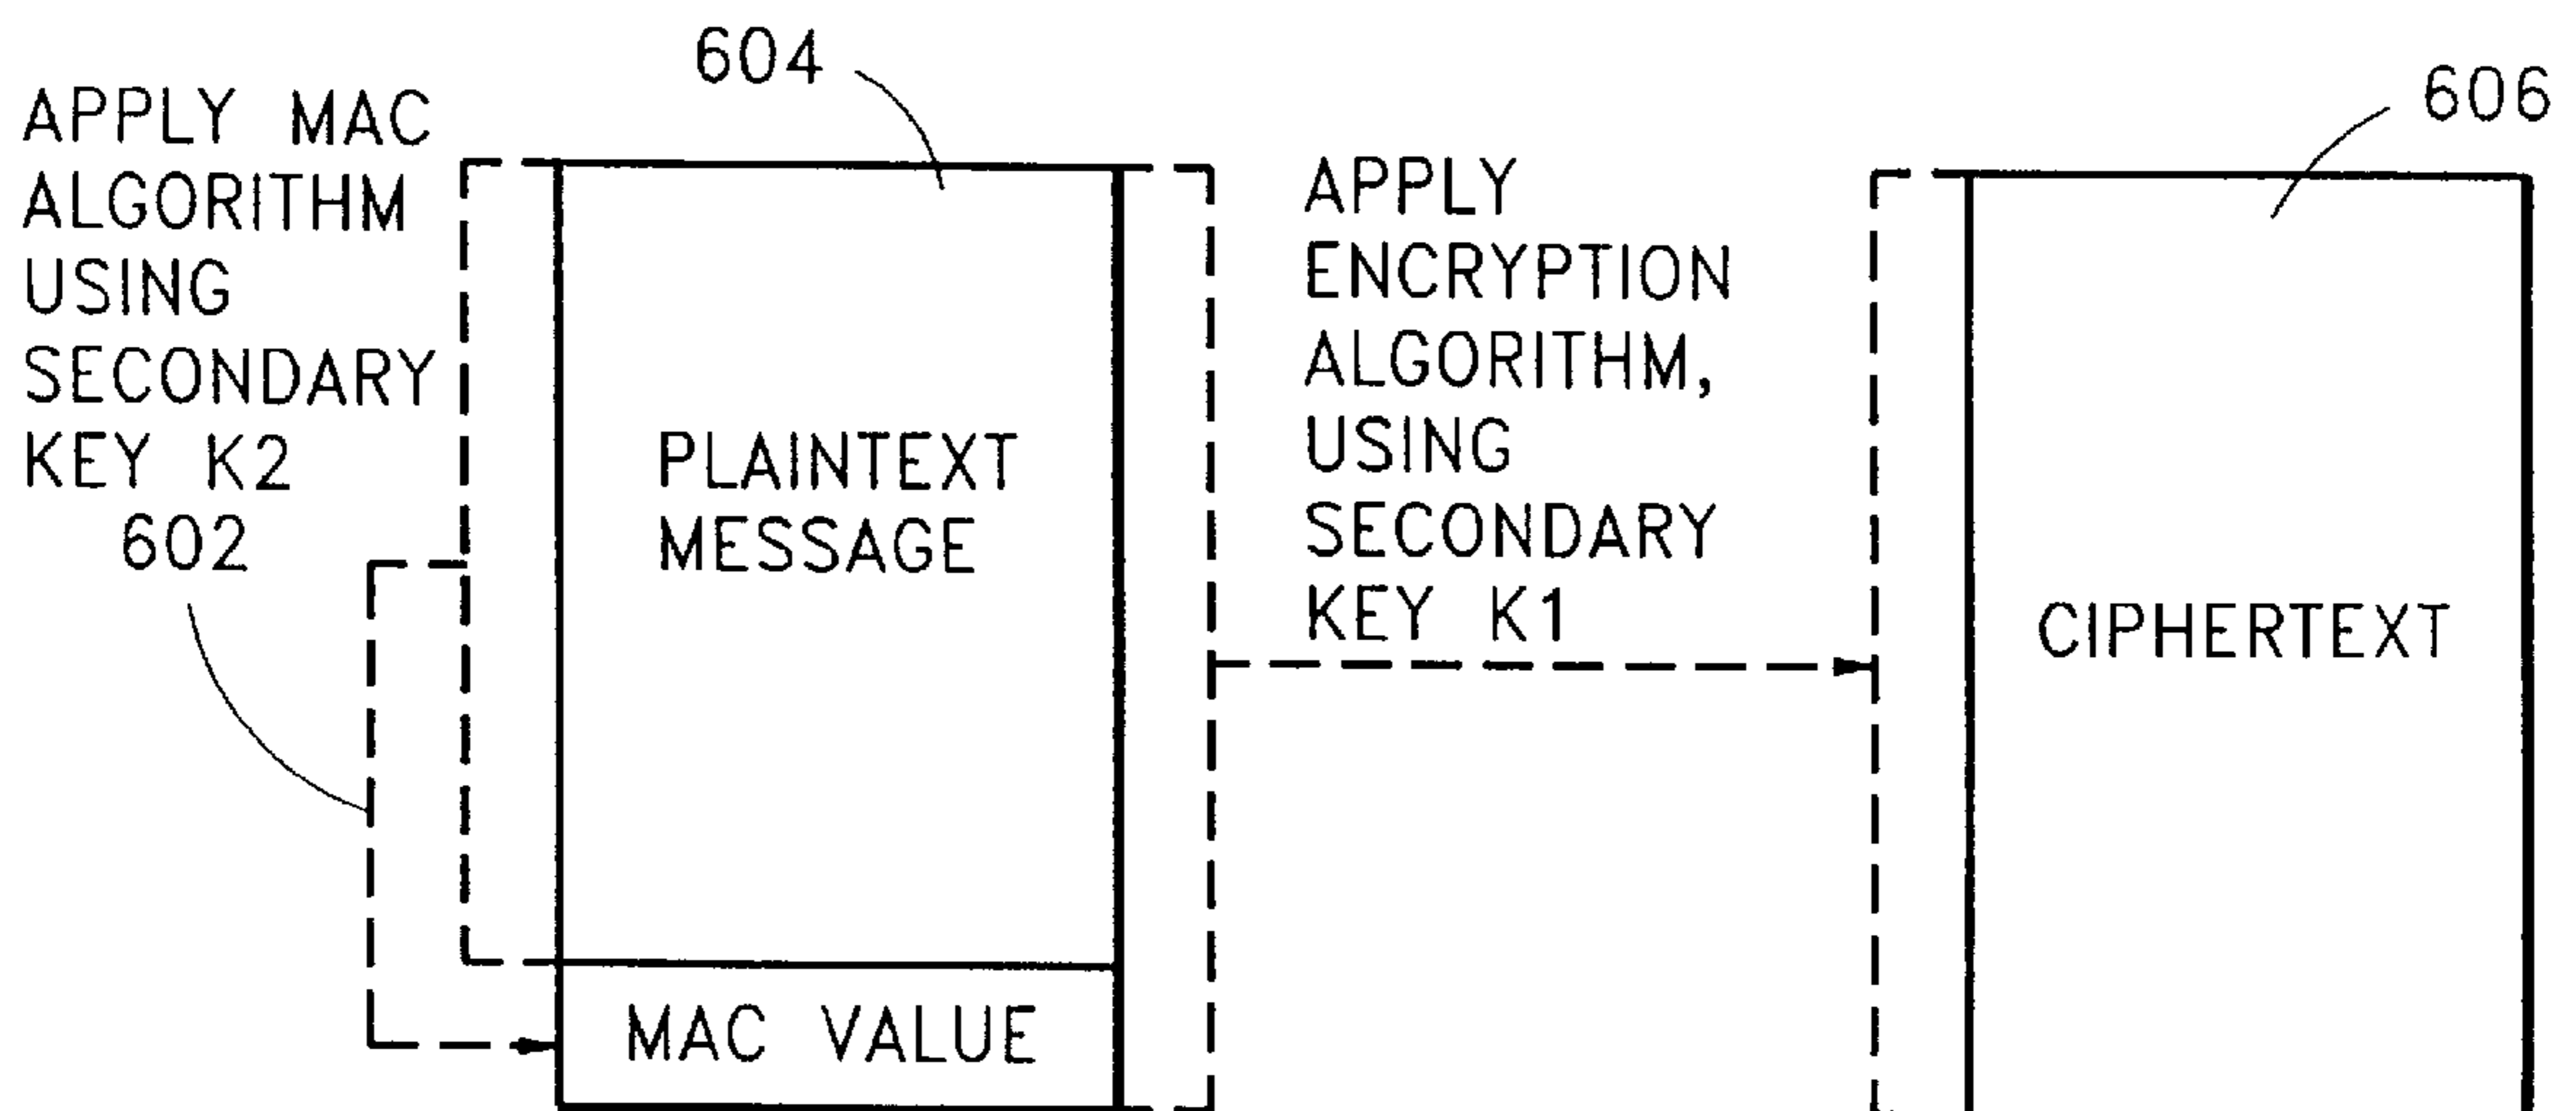 604
606
APPLY MAC
ALGORITHM
USING
SECONDARY
KEY K2
602
PLAINTEXT
MESSAGE
MAC VALUE
APPLY
ENCRYPTION
ALGORITHM,
USING
SECONDARY
KEY K1
CIPHERTEXT